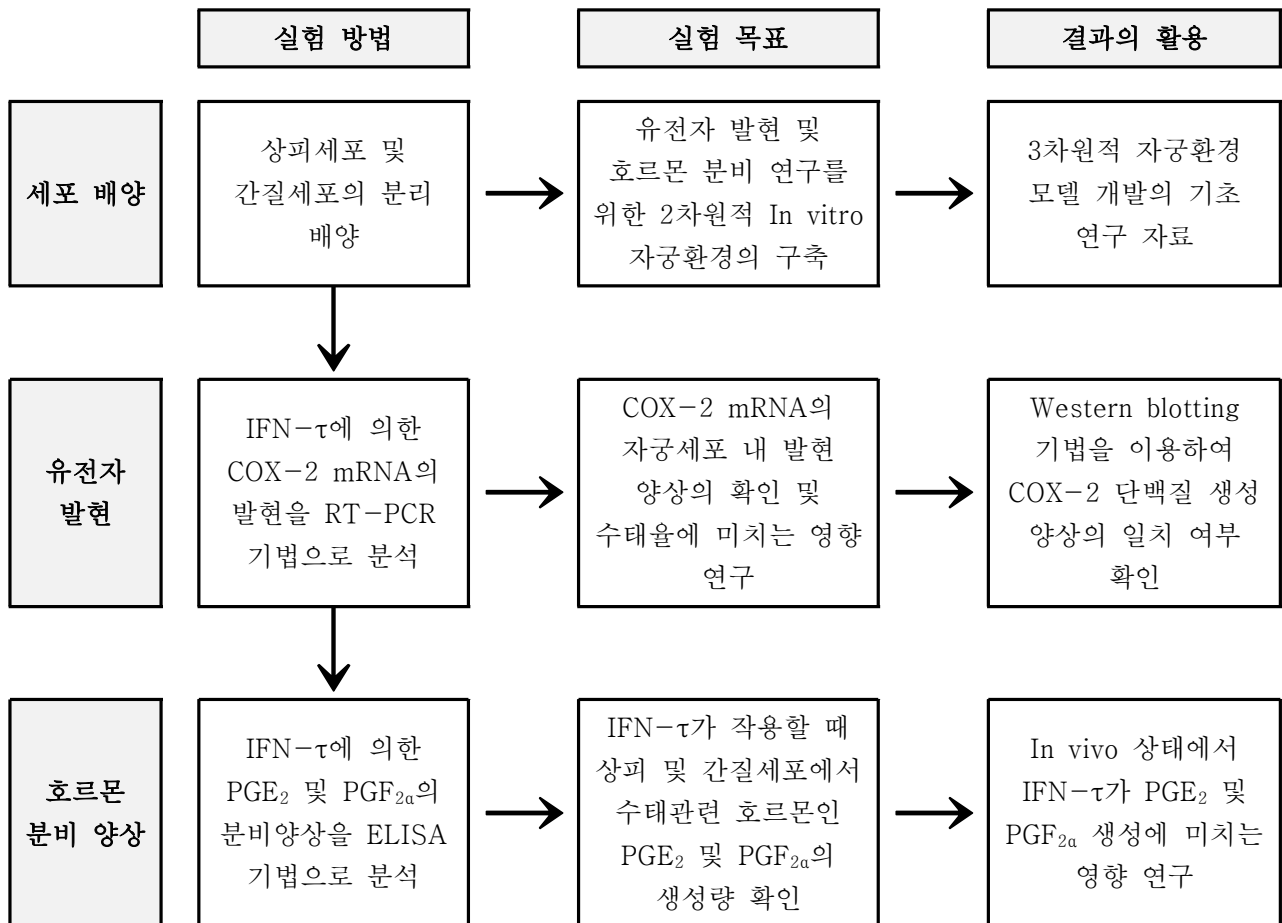 실험 방법
실험 목표
결과의 활용
세포 배양
상피세포 및
간질세포의 분리
배양
유전자 발현 및
호르몬 분비 연구를
위한 2차원적 In vitro
자궁환경의 구축
3차원적 자궁환경
모델 개발의 기초
연구 자료
유전자
발현
IFN-τ에 의한
COX-2 mRNA의
발현을 RT-PCR
기법으로 분석
COX-2 mRNA의
자궁세포 내 발현
양상의 확인 및
수태율에 미치는 영향
연구
Western blotting
기법을 이용하여
COX-2 단백질 생성
양상의 일치 여부
확인
호르몬
분비 양상
IFN-τ에 의한
PGE₂ 및 PGF₂α의
분비양상을 ELISA
기법으로 분석
IFN-τ가 작용할 때
상피 및 간질세포에서
수태관련 호르몬인
PGE₂ 및 PGF₂α의
생성량 확인
In vivo 상태에서
IFN-τ가 PGE₂ 및
PGF₂α 생성에 미치는
영향 연구